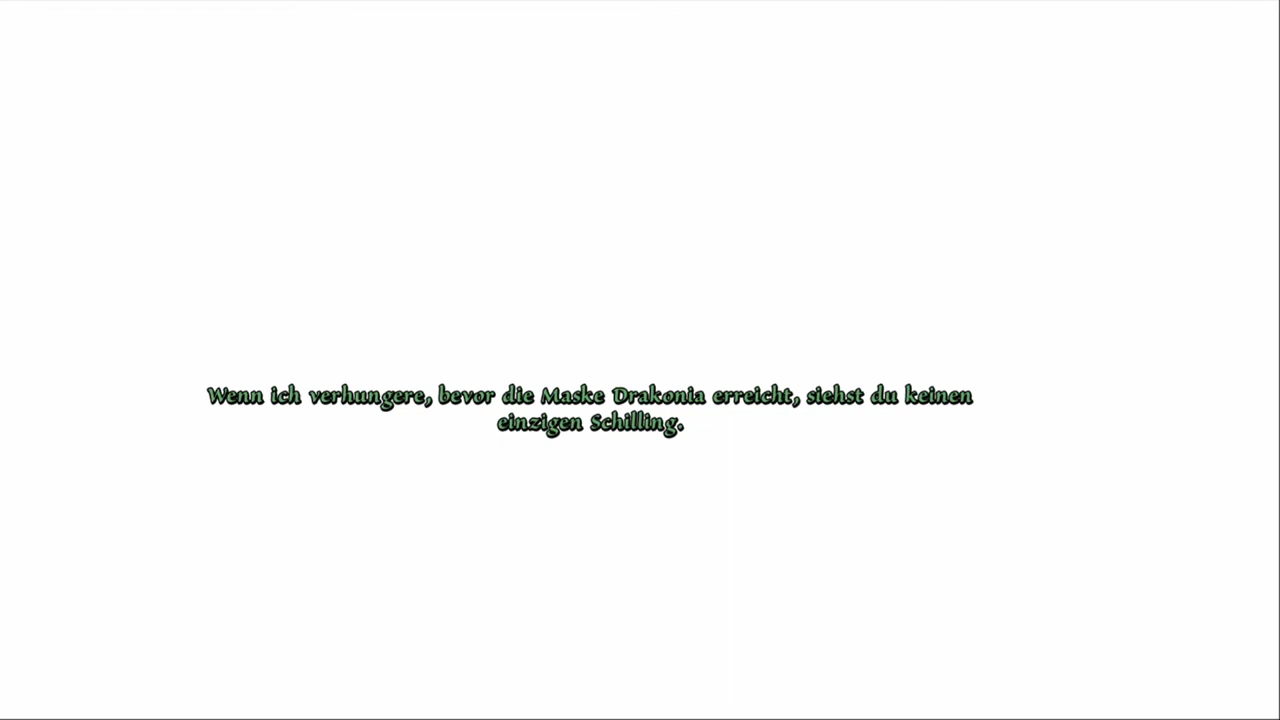 Wenn ich verhungere, bevor die Maske Drakonia erreicht, siehst du keinen
einzigen Schilling.